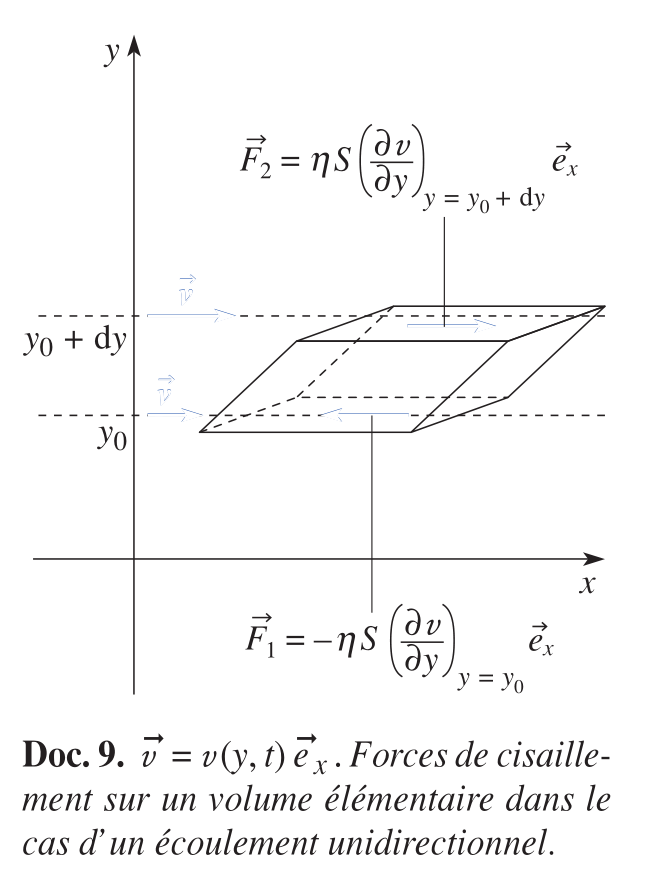 y
F⃗₂ = ηS(∂v/∂y)y = y₀ + dy e⃗ₓ
v⃗
y₀ + dy
v⃗
y₀
x
F⃗₁ = –ηS(∂v/∂y)y = y₀ e⃗ₓ
Doc. 9. v⃗ = v(y, t) e⃗ₓ. Forces de cisaille-
ment sur un volume élémentaire dans le
cas d’un écoulement unidirectionnel.